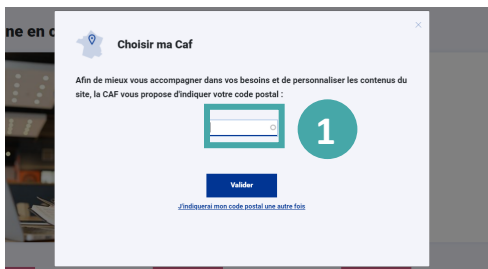 ne en c
Choisir ma Caf
Afin de mieux vous accompagner dans vos besoins et de personnaliser les contenus du
site, la CAF vous propose d'indiquer votre code postal :
1
Valider
J'indiquerai mon code postal une autre fois